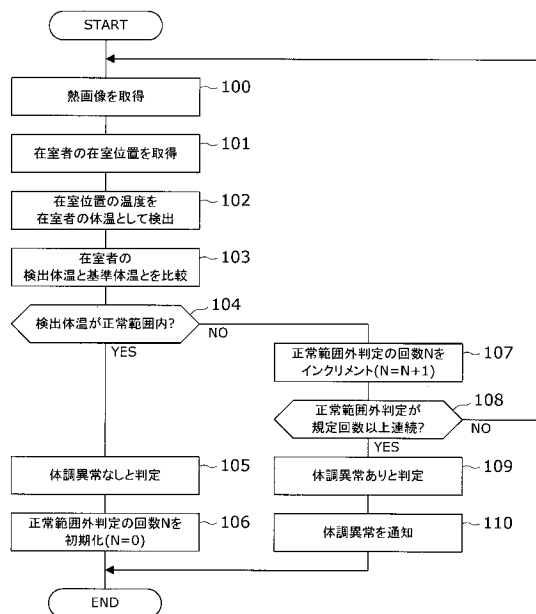 START
熱画像を取得
100
在室者の在室位置を取得
101
在室位置の温度を
在室者の体温として検出
102
在室者の
検出体温と基準体温とを比較
103
検出体温が正常範囲内?
104
NO
YES
正常範囲外判定の回数Nを
インクリメント(N=N+1)
107
正常範囲外判定が
規定回数以上連続?
108
NO
YES
体調異常なしと判定
105
体調異常ありと判定
109
正常範囲外判定の回数Nを
初期化(N=0)
106
体調異常を通知
110
END